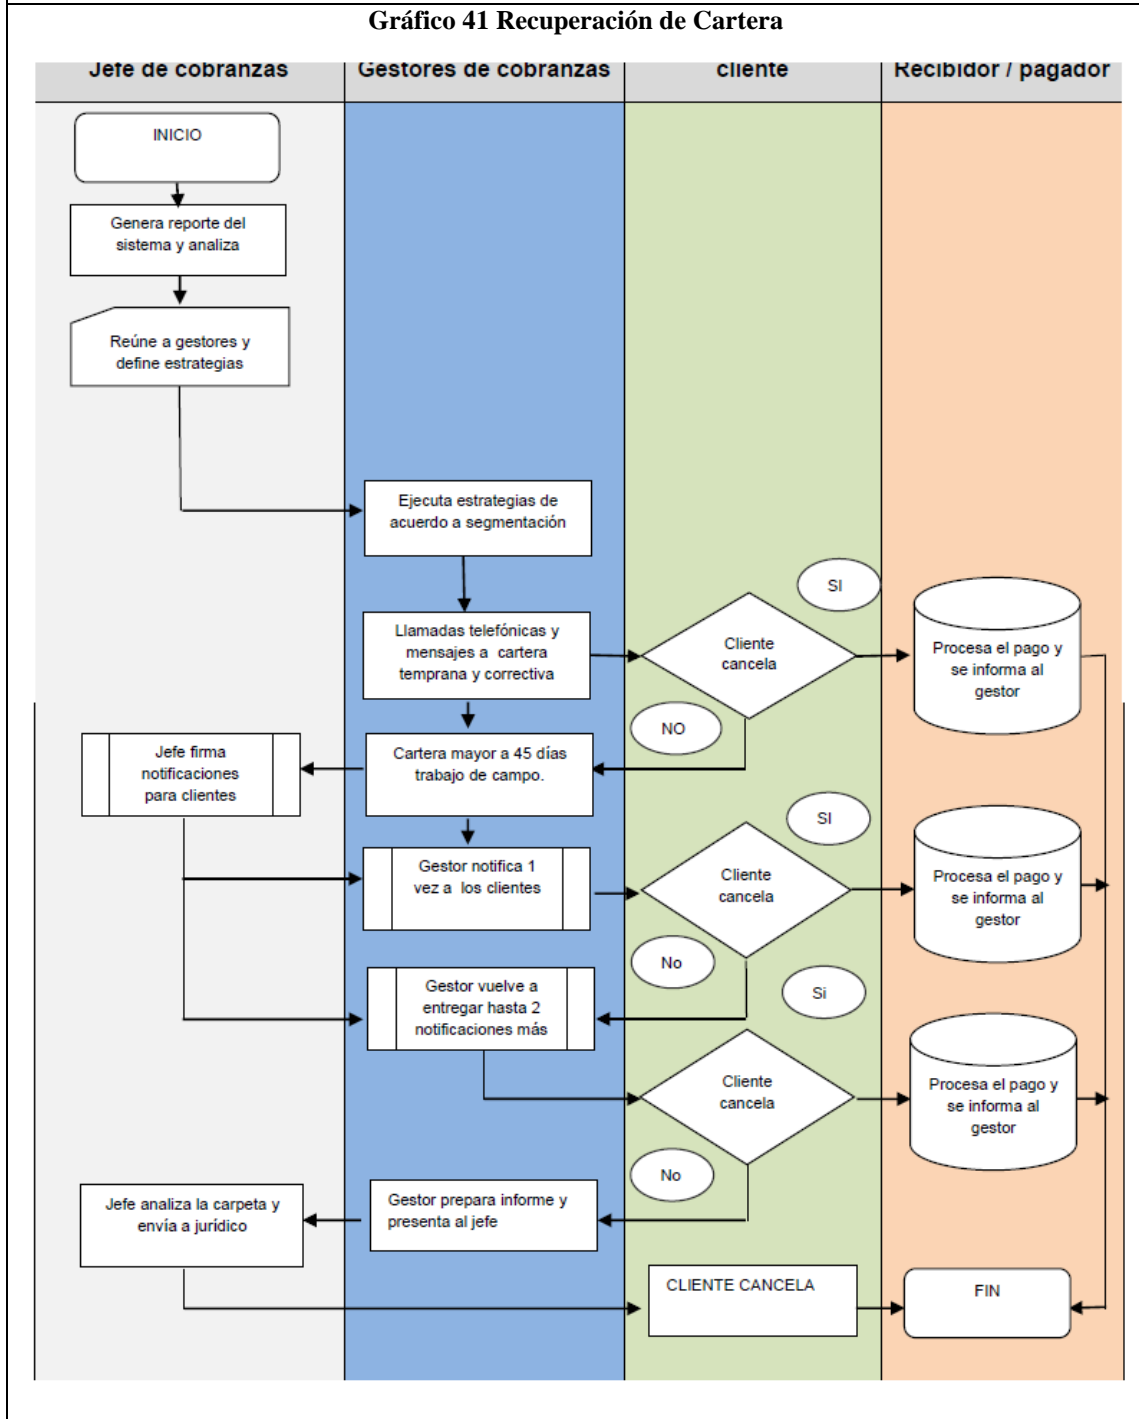 Gráfico 41 Recuperación de Cartera
Jefe de cobranzas
Gestores de cobranzas
cliente
Recibidor / pagador
INICIO
Genera reporte del
sistema y analiza
Reúne a gestores y
define estrategias
Ejecuta estrategias de
acuerdo a segmentación
SI
Llamadas telefónicas y
mensajes a cartera
temprana y correctiva
Cliente
cancela
Procesa el pago y
se informa al
gestor
NO
Jefe firma
notificaciones
para clientes
Cartera mayor a 45 días
trabajo de campo.
SI
Gestor notifica 1
vez a los clientes
Cliente
cancela
Procesa el pago y
se informa al
gestor
No
Si
Gestor vuelve a
entregar hasta 2
notificaciones más
Cliente
cancela
Procesa el pago y
se informa al
gestor
No
Jefe analiza la carpeta y
envía a jurídico
Gestor prepara informe y
presenta al jefe
CLIENTE CANCELA
FIN